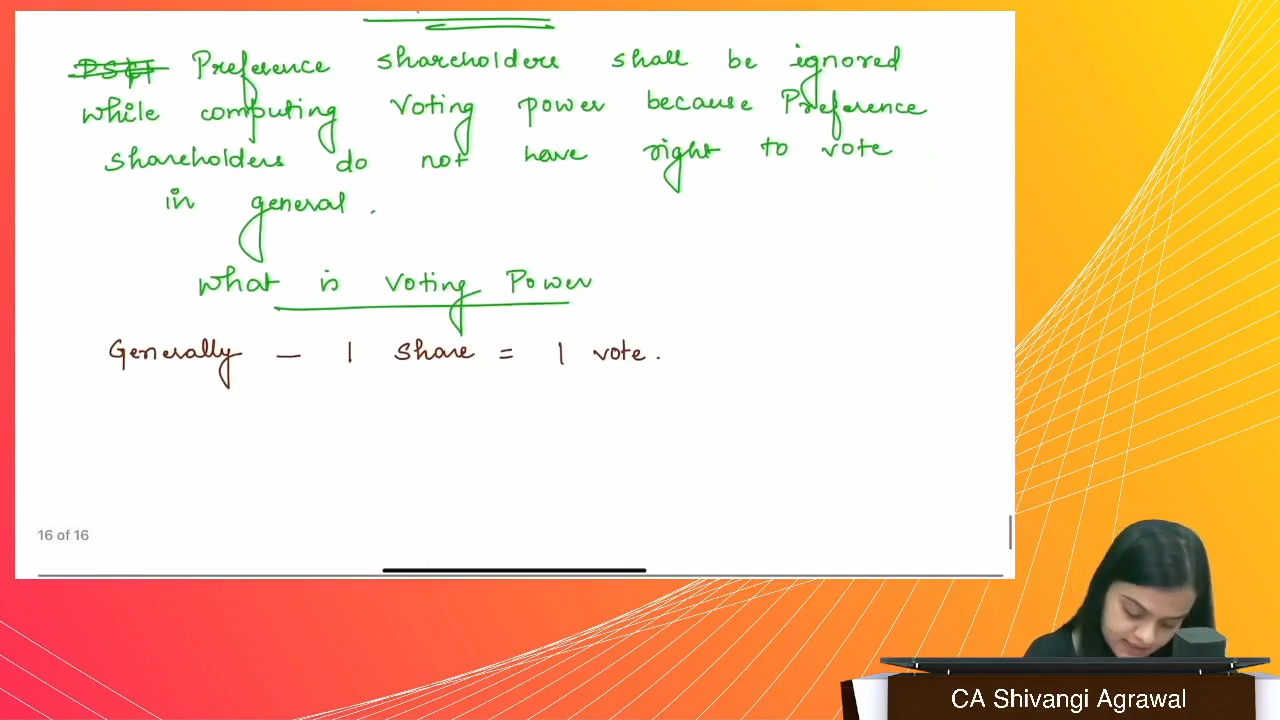 Preference shareholders shall be ignored
while computing Voting power because Preference
shareholders do not have right to vote
in general.
What is Voting Power
Generally — 1 Share = 1 vote.
16 of 16
CA Shivangi Agrawal